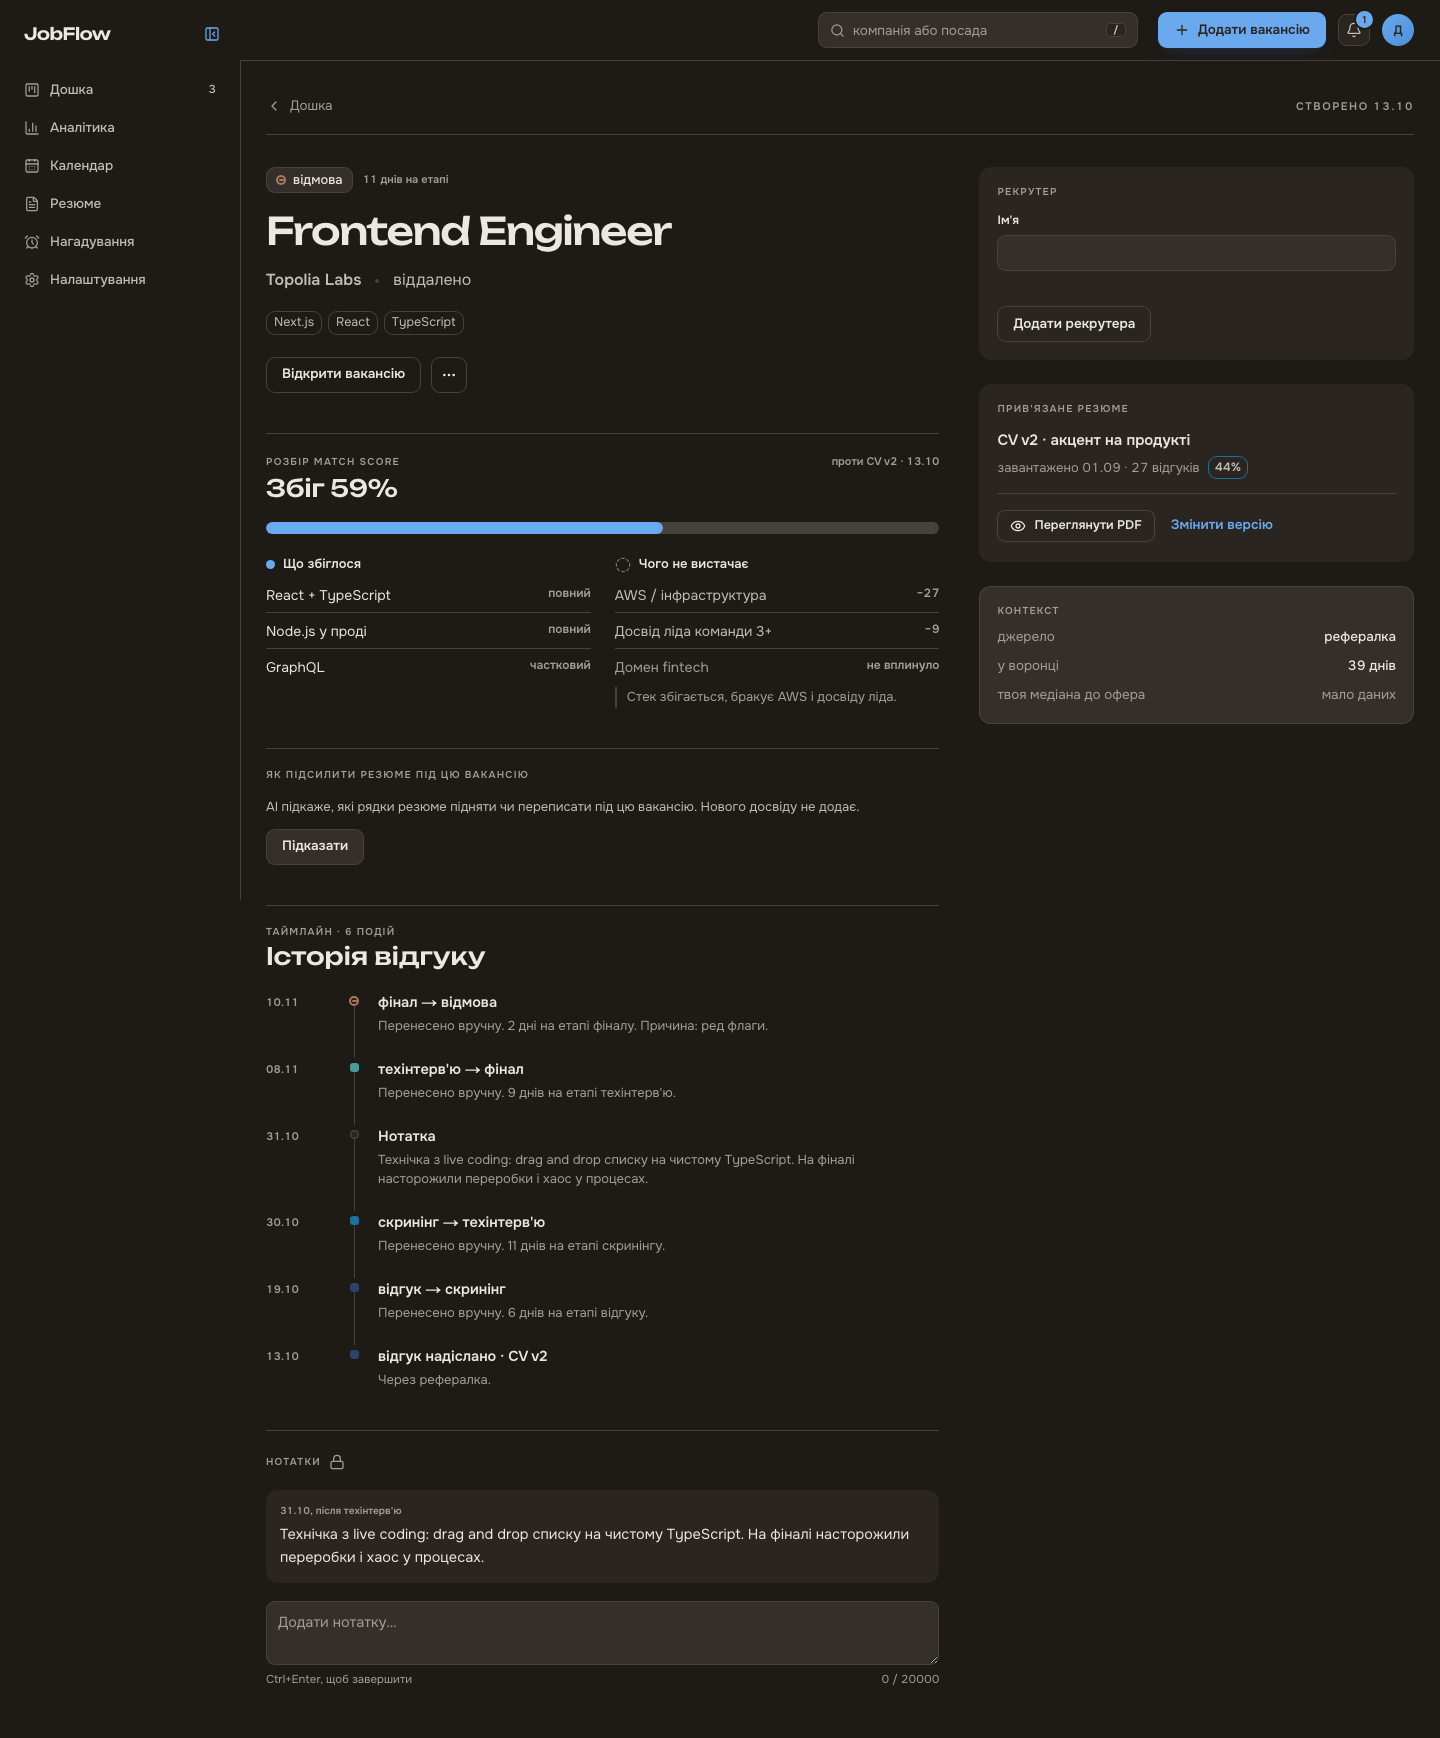 JobFlow
компанія або посада
/
Додати вакансію
1
Д
Дошка
3
Аналітика
Календар
Резюме
Нагадування
Налаштування
Дошка
СТВОРЕНО 13.10
відмова
11 днів на етапі
Frontend Engineer
Topolia Labs • віддалено
Next.js
React
TypeScript
Відкрити вакансію
...
РОЗБІР MATCH SCORE
проти CV v2 · 13.10
Збіг 59%
Що збіглося
React + TypeScript
повний
Node.js у проді
повний
GraphQL
частковий
Чого не вистачає
AWS / інфраструктура
−27
Досвід ліда команди 3+
−9
Домен fintech
не вплинуло
Стек збігається, бракує AWS і досвіду ліда.
ЯК ПІДСИЛИТИ РЕЗЮМЕ ПІД ЦЮ ВАКАНСІЮ
AI підкаже, які рядки резюме підняти чи переписати під цю вакансію. Нового досвіду не додає.
Підказати
ТАЙМЛАЙН · 6 ПОДІЙ
Історія відгуку
10.11
фінал → відмова
Перенесено вручну. 2 дні на етапі фіналу. Причина: ред флаги.
08.11
техінтерв'ю → фінал
Перенесено вручну. 9 днів на етапі техінтерв'ю.
31.10
Нотатка
Технічка з live coding: drag and drop списку на чистому TypeScript. На фіналі
насторожили переробки і хаос у процесах.
30.10
скринінг → техінтерв'ю
Перенесено вручну. 11 днів на етапі скринінгу.
19.10
відгук → скринінг
Перенесено вручну. 6 днів на етапі відгуку.
13.10
відгук надіслано · CV v2
Через рефералка.
НОТАТКИ
31.10, після техінтерв'ю
Технічка з live coding: drag and drop списку на чистому TypeScript. На фіналі насторожили
переробки і хаос у процесах.
Додати нотатку...
Ctrl+Enter, щоб завершити
0 / 20000
РЕКРУТЕР
Ім'я
Додати рекрутера
ПРИВ'ЯЗАНЕ РЕЗЮМЕ
CV v2 · акцент на продукті
завантажено 01.09 · 27 відгуків
44%
Переглянути PDF
Змінити версію
КОНТЕКСТ
джерело
рефералка
у воронці
39 днів
твоя медіана до офера
мало даних